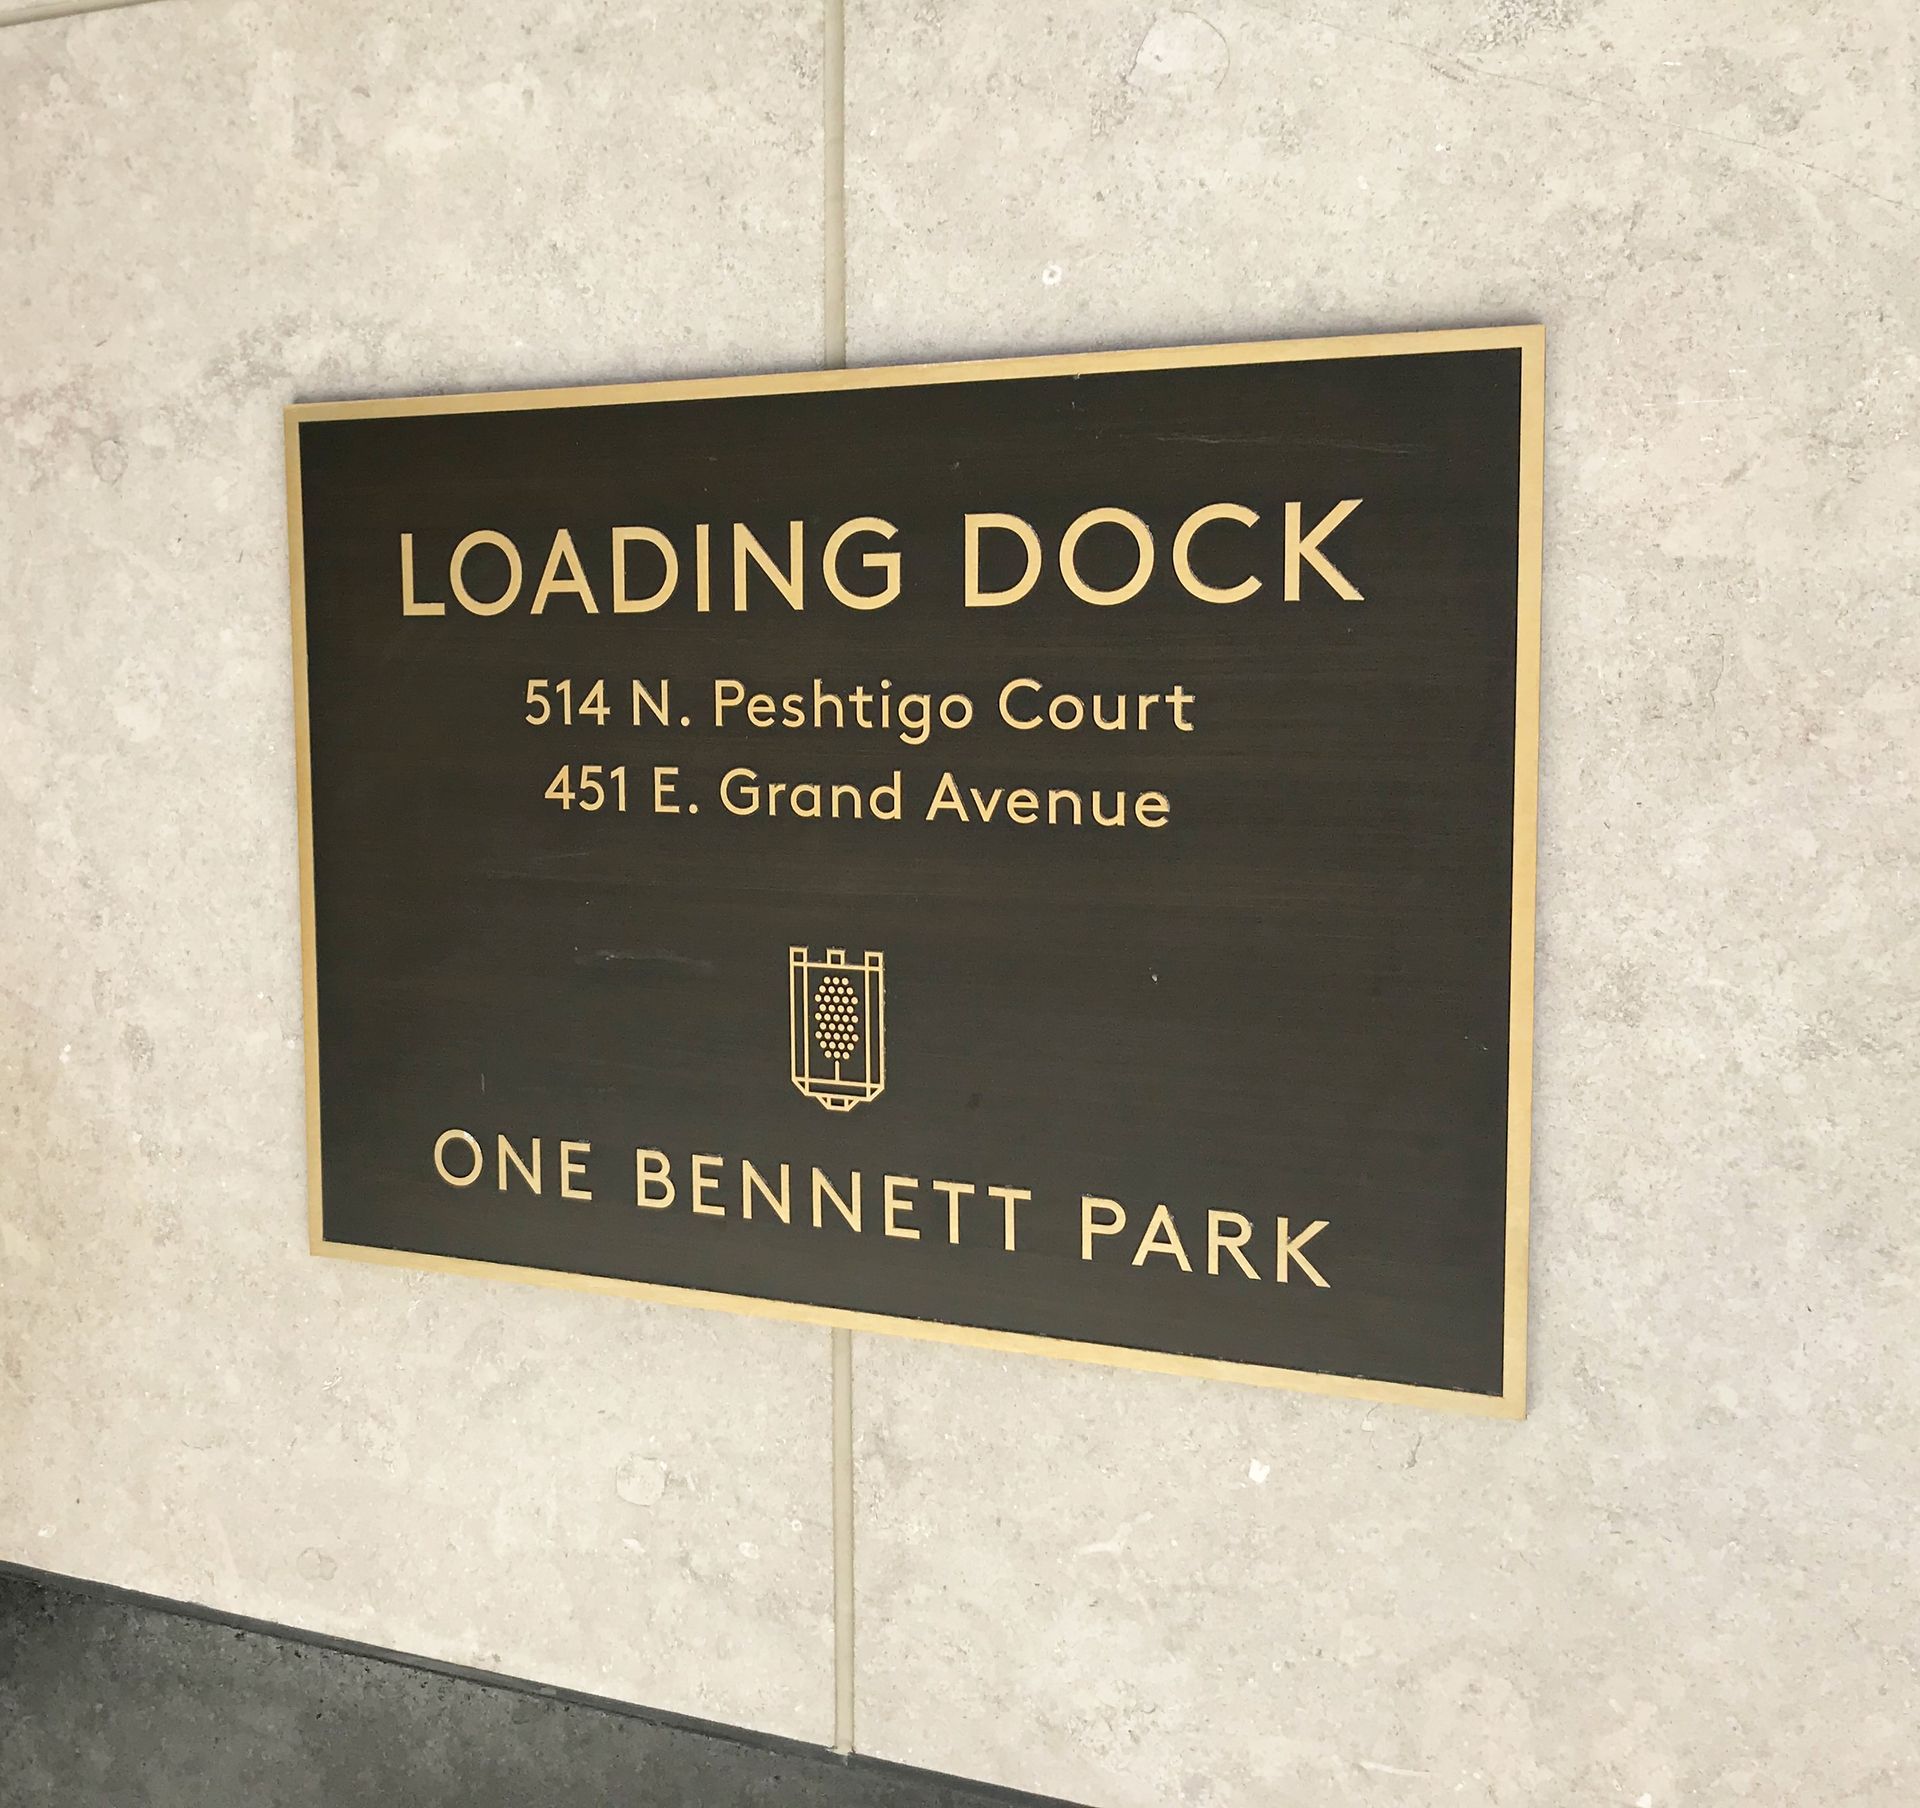 LOADING DOCK
514 N. Peshtigo Court
451 E. Grand Avenue
ONE BENNETT PARK